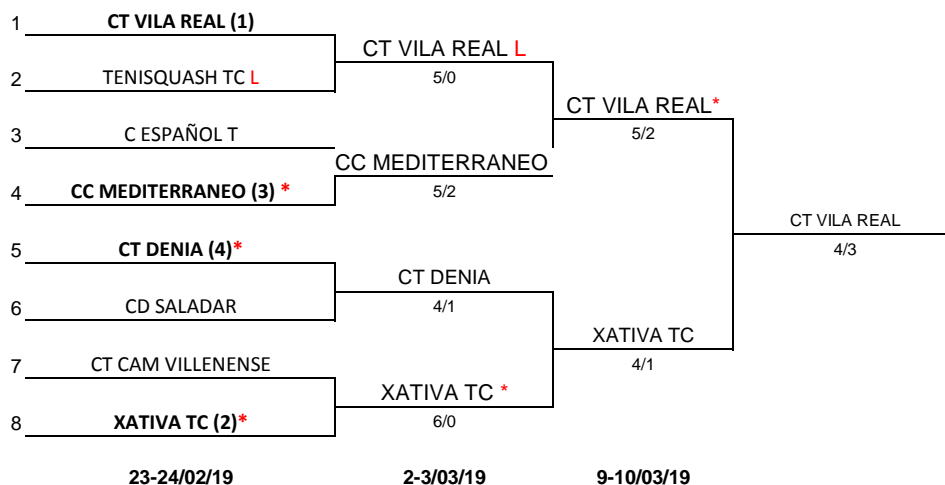 1 CT VILA REAL (1)
CT VILA REAL L
2 TENISQUASH TC L
5/0
CT VILA REAL*
3 C ESPAÑOL T
5/2
CC MEDITERRANEO
4 CC MEDITERRANEO (3) *
5/2
CT VILA REAL
4/3
5 CT DENIA (4)*
CT DENIA
6 CD SALADAR
4/1
XATIVA TC
7 CT CAM VILLENENSE
4/1
XATIVA TC *
8 XATIVA TC (2)*
6/0
23-24/02/19 2-3/03/19 9-10/03/19